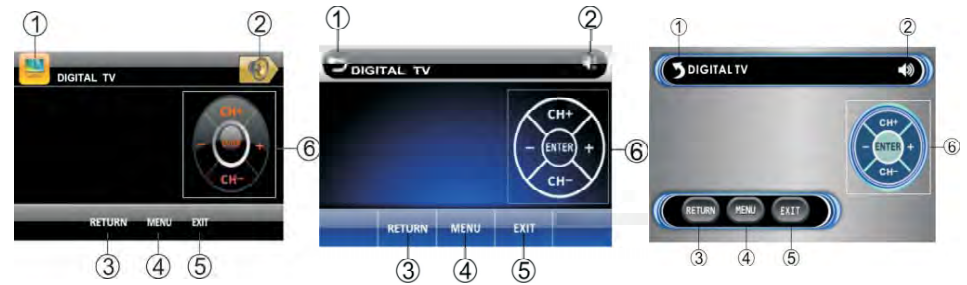 ① ②
DIGITAL TV
CH+
− +
CH−
⑥
RETURN MENU EXIT
③ ④ ⑤
① ②
DIGITAL TV
CH+
− ENTER +
CH−
⑥
RETURN MENU EXIT
③ ④ ⑤
① ②
DIGITAL TV
CH+
− ENTER +
CH−
⑥
RETURN MENU EXIT
③ ④ ⑤